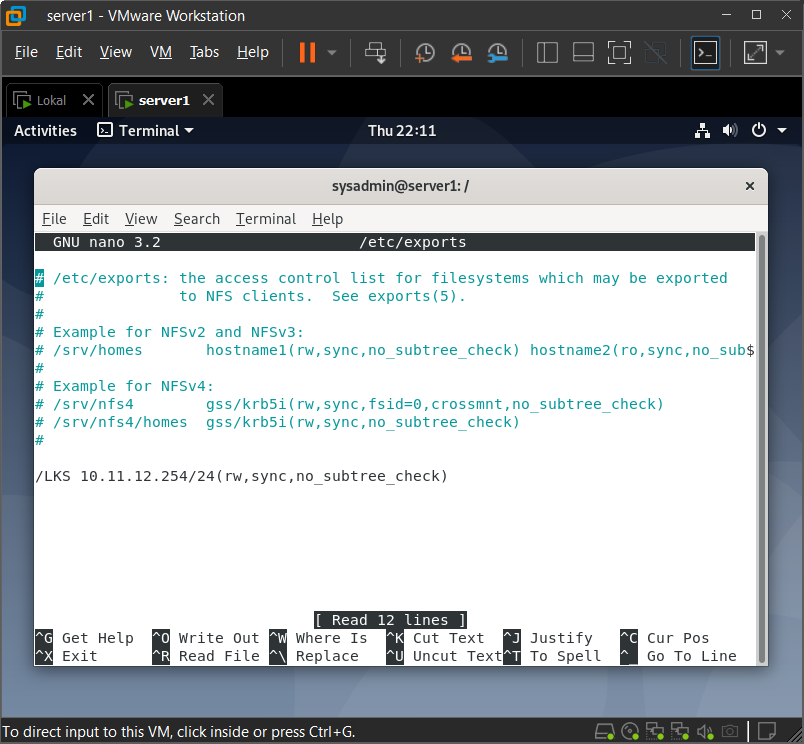 server1 - VMware Workstation
File Edit View VM Tabs Help
Lokal server1
Activities Terminal Thu 22:11
sysadmin@server1: /
File Edit View Search Terminal Help
GNU nano 3.2 /etc/exports
# /etc/exports: the access control list for filesystems which may be exported
# to NFS clients. See exports(5).
#
# Example for NFSv2 and NFSv3:
# /srv/homes hostname1(rw,sync,no_subtree_check) hostname2(ro,sync,no_sub$
#
# Example for NFSv4:
# /srv/nfs4 gss/krb5i(rw,sync,fsid=0,crossmnt,no_subtree_check)
# /srv/nfs4/homes gss/krb5i(rw,sync,no_subtree_check)
#
/LKS 10.11.12.254/24(rw,sync,no_subtree_check)
[ Read 12 lines ]
^G Get Help ^O Write Out ^W Where Is ^K Cut Text ^J Justify ^C Cur Pos
^X Exit ^R Read File ^\ Replace ^U Uncut Text ^T To Spell ^_ Go To Line
To direct input to this VM, click inside or press Ctrl+G.